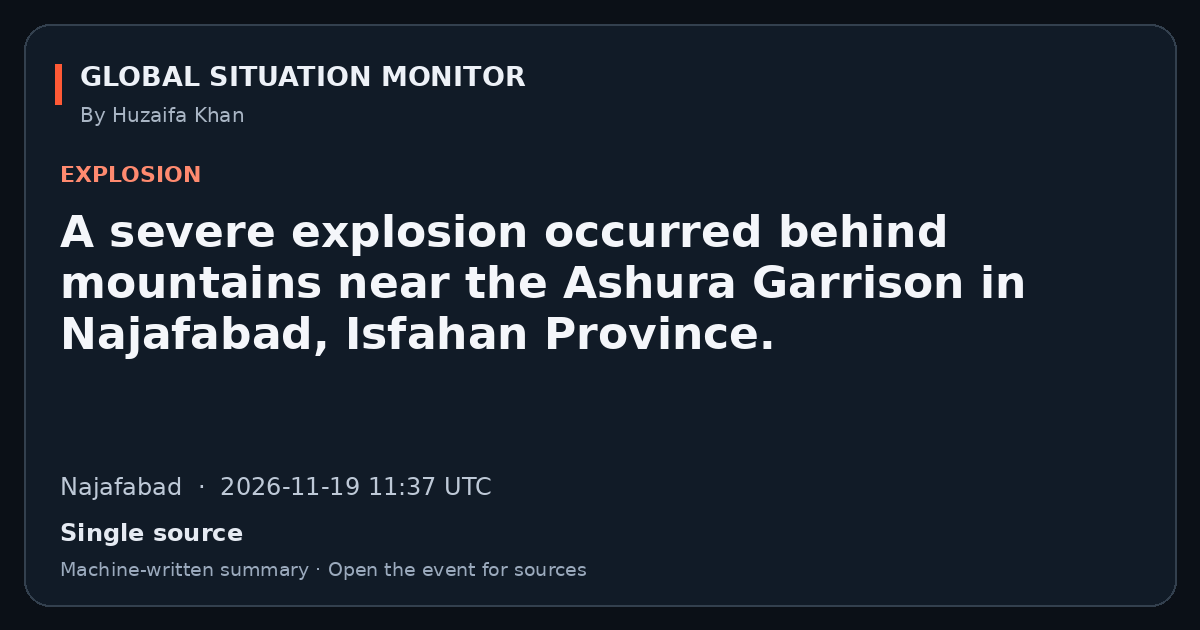 GLOBAL SITUATION MONITOR
By Huzaifa Khan
EXPLOSION
A severe explosion occurred behind
mountains near the Ashura Garrison in
Najafabad, Isfahan Province.
Najafabad · 2026-11-19 11:37 UTC
Single source
Machine-written summary · Open the event for sources